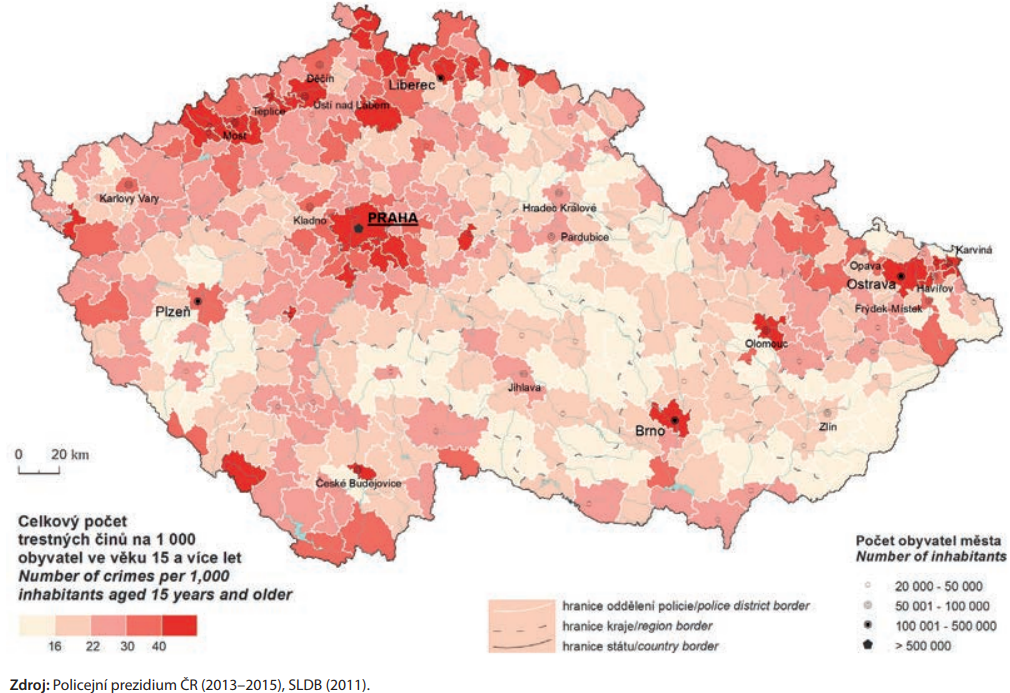 Děčín
Liberec
Ústí nad Labem
Teplice
Most
Karlovy Vary
Kladno
PRAHA
Hradec Králové
Pardubice
Plzeň
Opava
Karviná
Ostrava
Havířov
Frýdek-Místek
Olomouc
Jihlava
Brno
Zlín
České Budějovice
0 20 km
Celkový počet
trestných činů na 1 000
obyvatel ve věku 15 a více let
Number of crimes per 1,000
inhabitants aged 15 years and older
16 22 30 40
hranice oddělení policie/police district border
hranice kraje/region border
hranice státu/country border
Počet obyvatel města
Number of inhabitants
20 000 - 50 000
50 001 - 100 000
100 001 - 500 000
> 500 000
Zdroj: Policejní prezidium ČR (2013–2015), SLDB (2011).